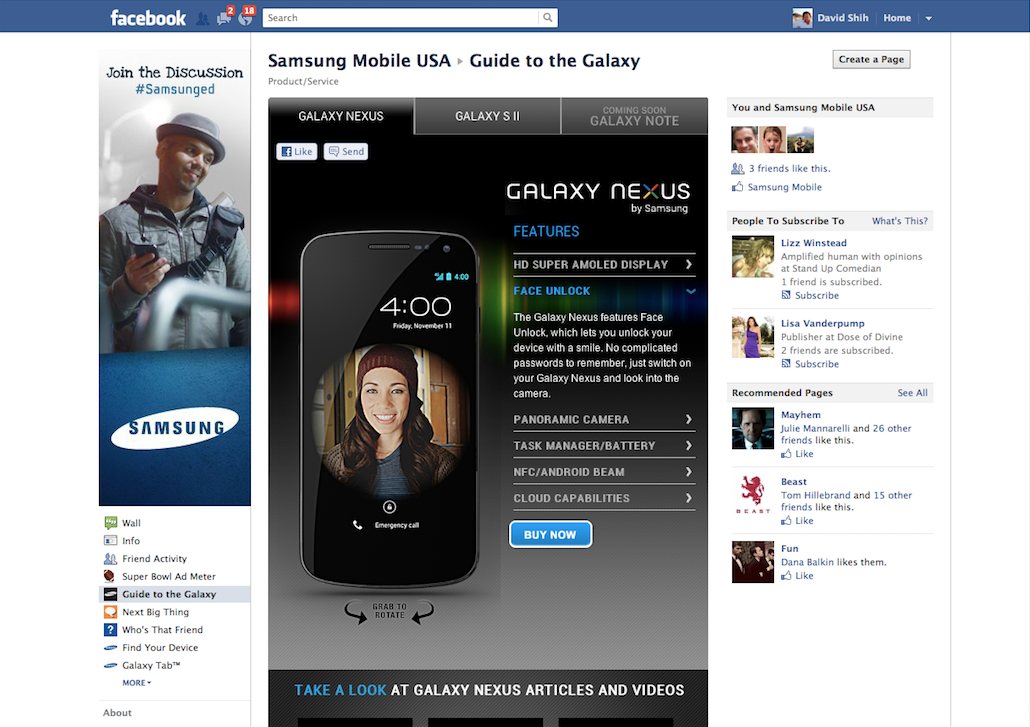 facebook
2
18
Search
David Shih
Home
Join the Discussion
#Samsunged
SAMSUNG
Wall
Info
Friend Activity
Super Bowl Ad Meter
Guide to the Galaxy
Next Big Thing
Who's That Friend
Find Your Device
Galaxy Tab™
MORE
About
Samsung Mobile USA ▸ Guide to the Galaxy
Product/Service
GALAXY NEXUS
GALAXY S II
COMING SOON
GALAXY NOTE
Like
Send
GALAXY NEXUS
by Samsung
4:00
4:00
Friday, November 11
Emergency call
GRAB TO
ROTATE
FEATURES
HD SUPER AMOLED DISPLAY
FACE UNLOCK
The Galaxy Nexus features Face
Unlock, which lets you unlock your
device with a smile. No complicated
passwords to remember, just switch on
your Galaxy Nexus and look into the
camera.
PANORAMIC CAMERA
TASK MANAGER/BATTERY
NFC/ANDROID BEAM
CLOUD CAPABILITIES
BUY NOW
TAKE A LOOK AT GALAXY NEXUS ARTICLES AND VIDEOS
Create a Page
You and Samsung Mobile USA
3 friends like this.
Samsung Mobile
People To Subscribe To
What's This?
Lizz Winstead
Amplified human with opinions
at Stand Up Comedian
1 friend is subscribed.
Subscribe
Lisa Vanderpump
Publisher at Dose of Divine
2 friends are subscribed.
Subscribe
Recommended Pages
See All
Mayhem
Julie Mannarelli and 26 other
friends like this.
Like
BEAST
Beast
Tom Hillebrand and 15 other
friends like this.
Like
Fun
Dana Balkin likes them.
Like